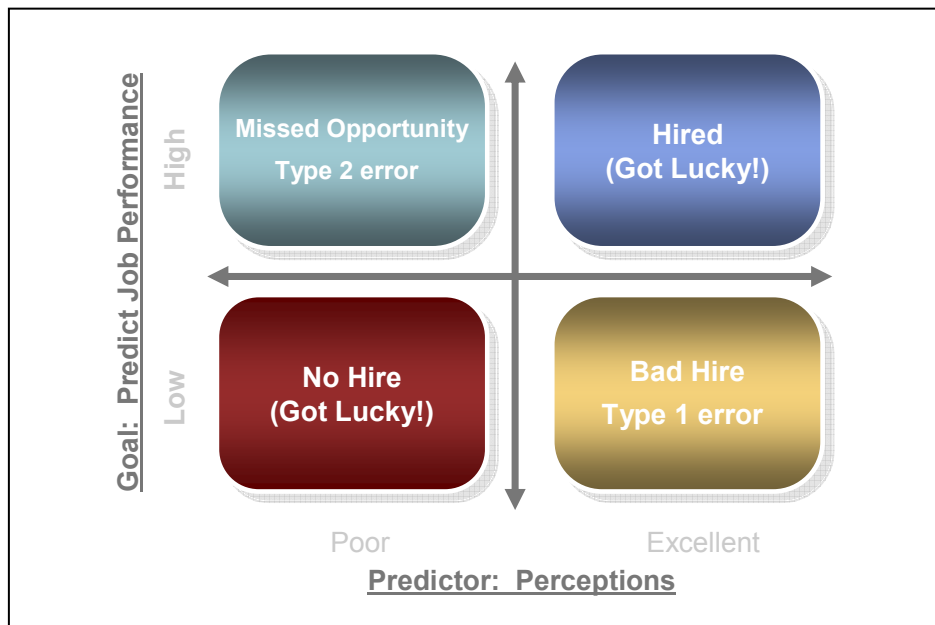 Goal:  Predict Job Performance
High
Low
Missed Opportunity
Type 2 error
Hired
(Got Lucky!)
No Hire
(Got Lucky!)
Bad Hire
Type 1 error
Poor
Excellent
Predictor:  Perceptions